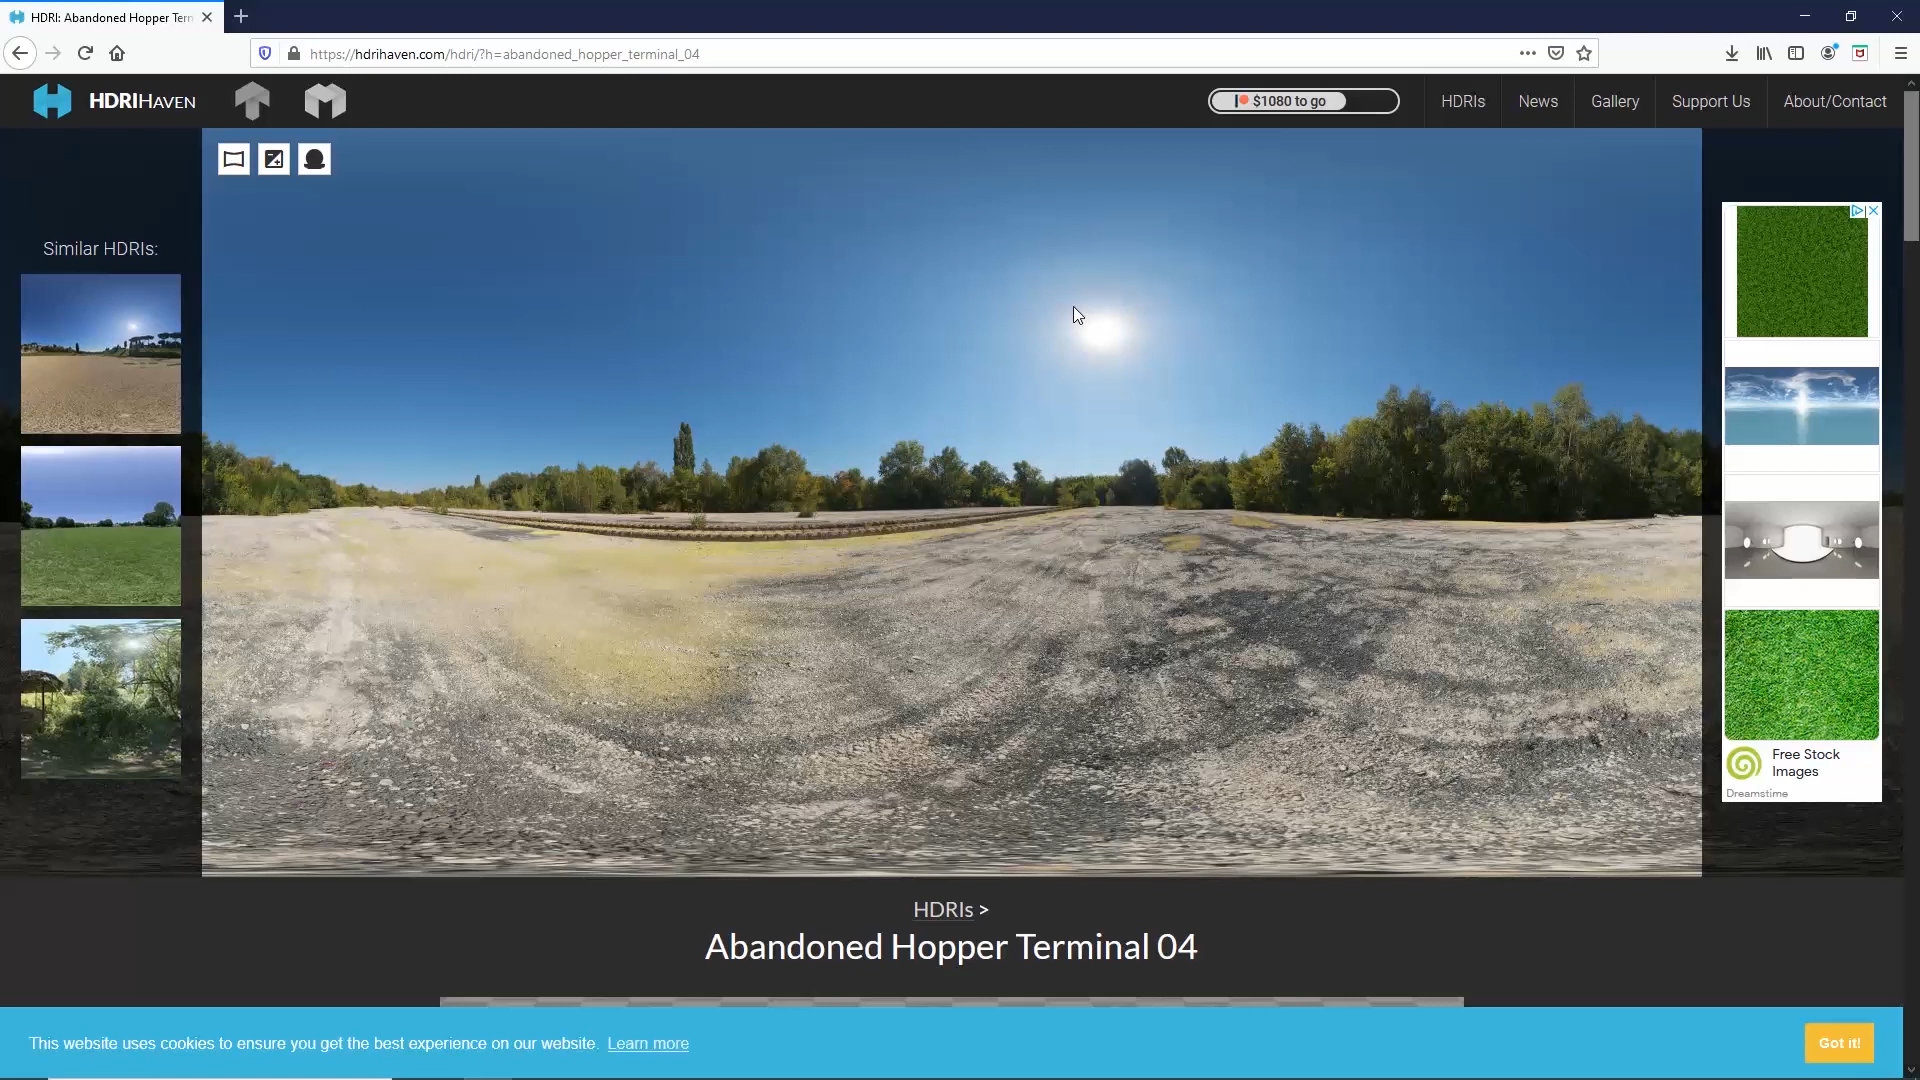 HDRI: Abandoned Hopper Tern
https://hdrihaven.com/hdri/?h=abandoned_hopper_terminal_04
HDRIHAVEN
$1080 to go
HDRIs
News
Gallery
Support Us
About/Contact
Similar HDRIs:
Free Stock
Images
Dreamstime
HDRIs >
Abandoned Hopper Terminal 04
This website uses cookies to ensure you get the best experience on our website. Learn more
Got it!